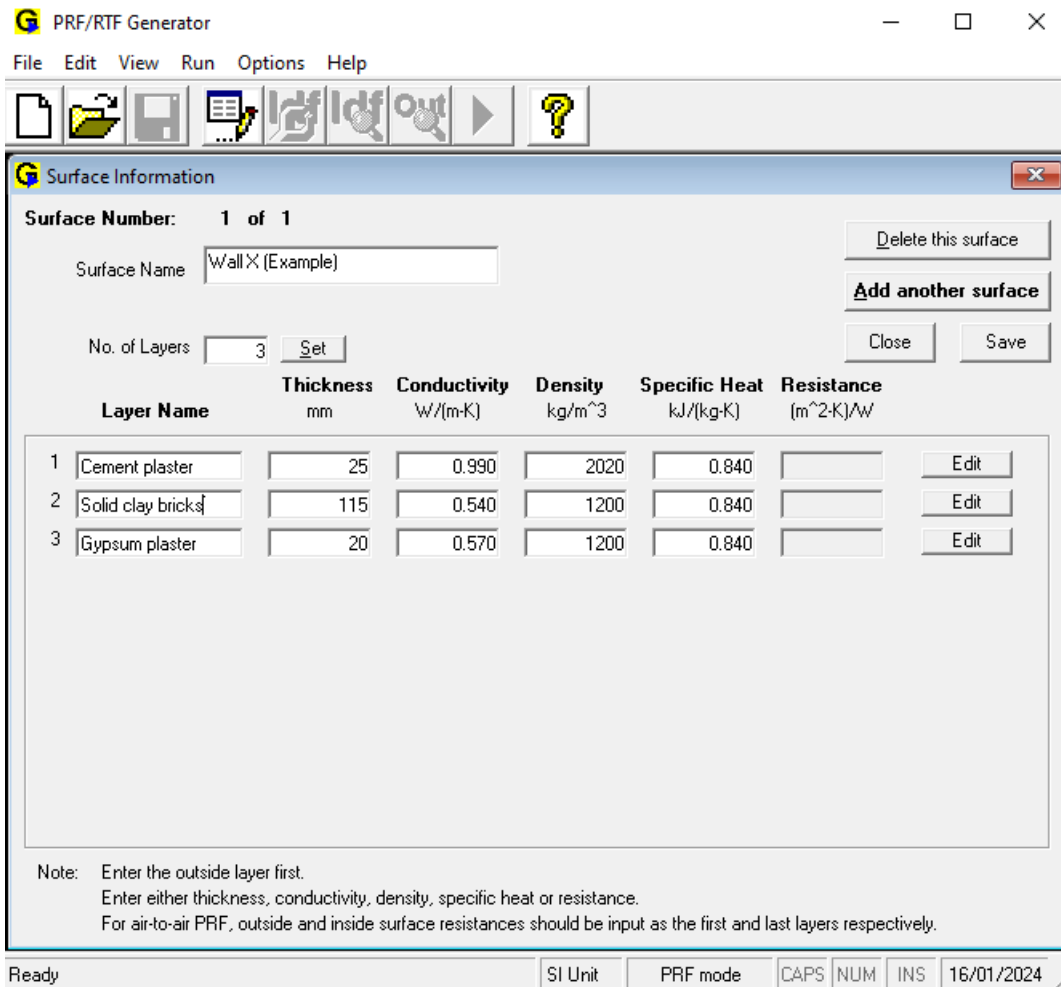 PRF/RTF Generator
File Edit View Run Options Help
Idf Idf Out ?
Surface Information
Surface Number: 1 of 1
Delete this surface
Surface Name Wall X (Example)
Add another surface
No. of Layers 3 Set
Close Save
Thickness Conductivity Density Specific Heat Resistance
Layer Name mm W/(m-K) kg/m^3 kJ/(kg-K) (m^2-K)/W
1 Cement plaster 25 0.990 2020 0.840 Edit
2 Solid clay bricks 115 0.540 1200 0.840 Edit
3 Gypsum plaster 20 0.570 1200 0.840 Edit
Note: Enter the outside layer first.
Enter either thickness, conductivity, density, specific heat or resistance.
For air-to-air PRF, outside and inside surface resistances should be input as the first and last layers respectively.
Ready SI Unit PRF mode CAPS NUM INS 16/01/2024